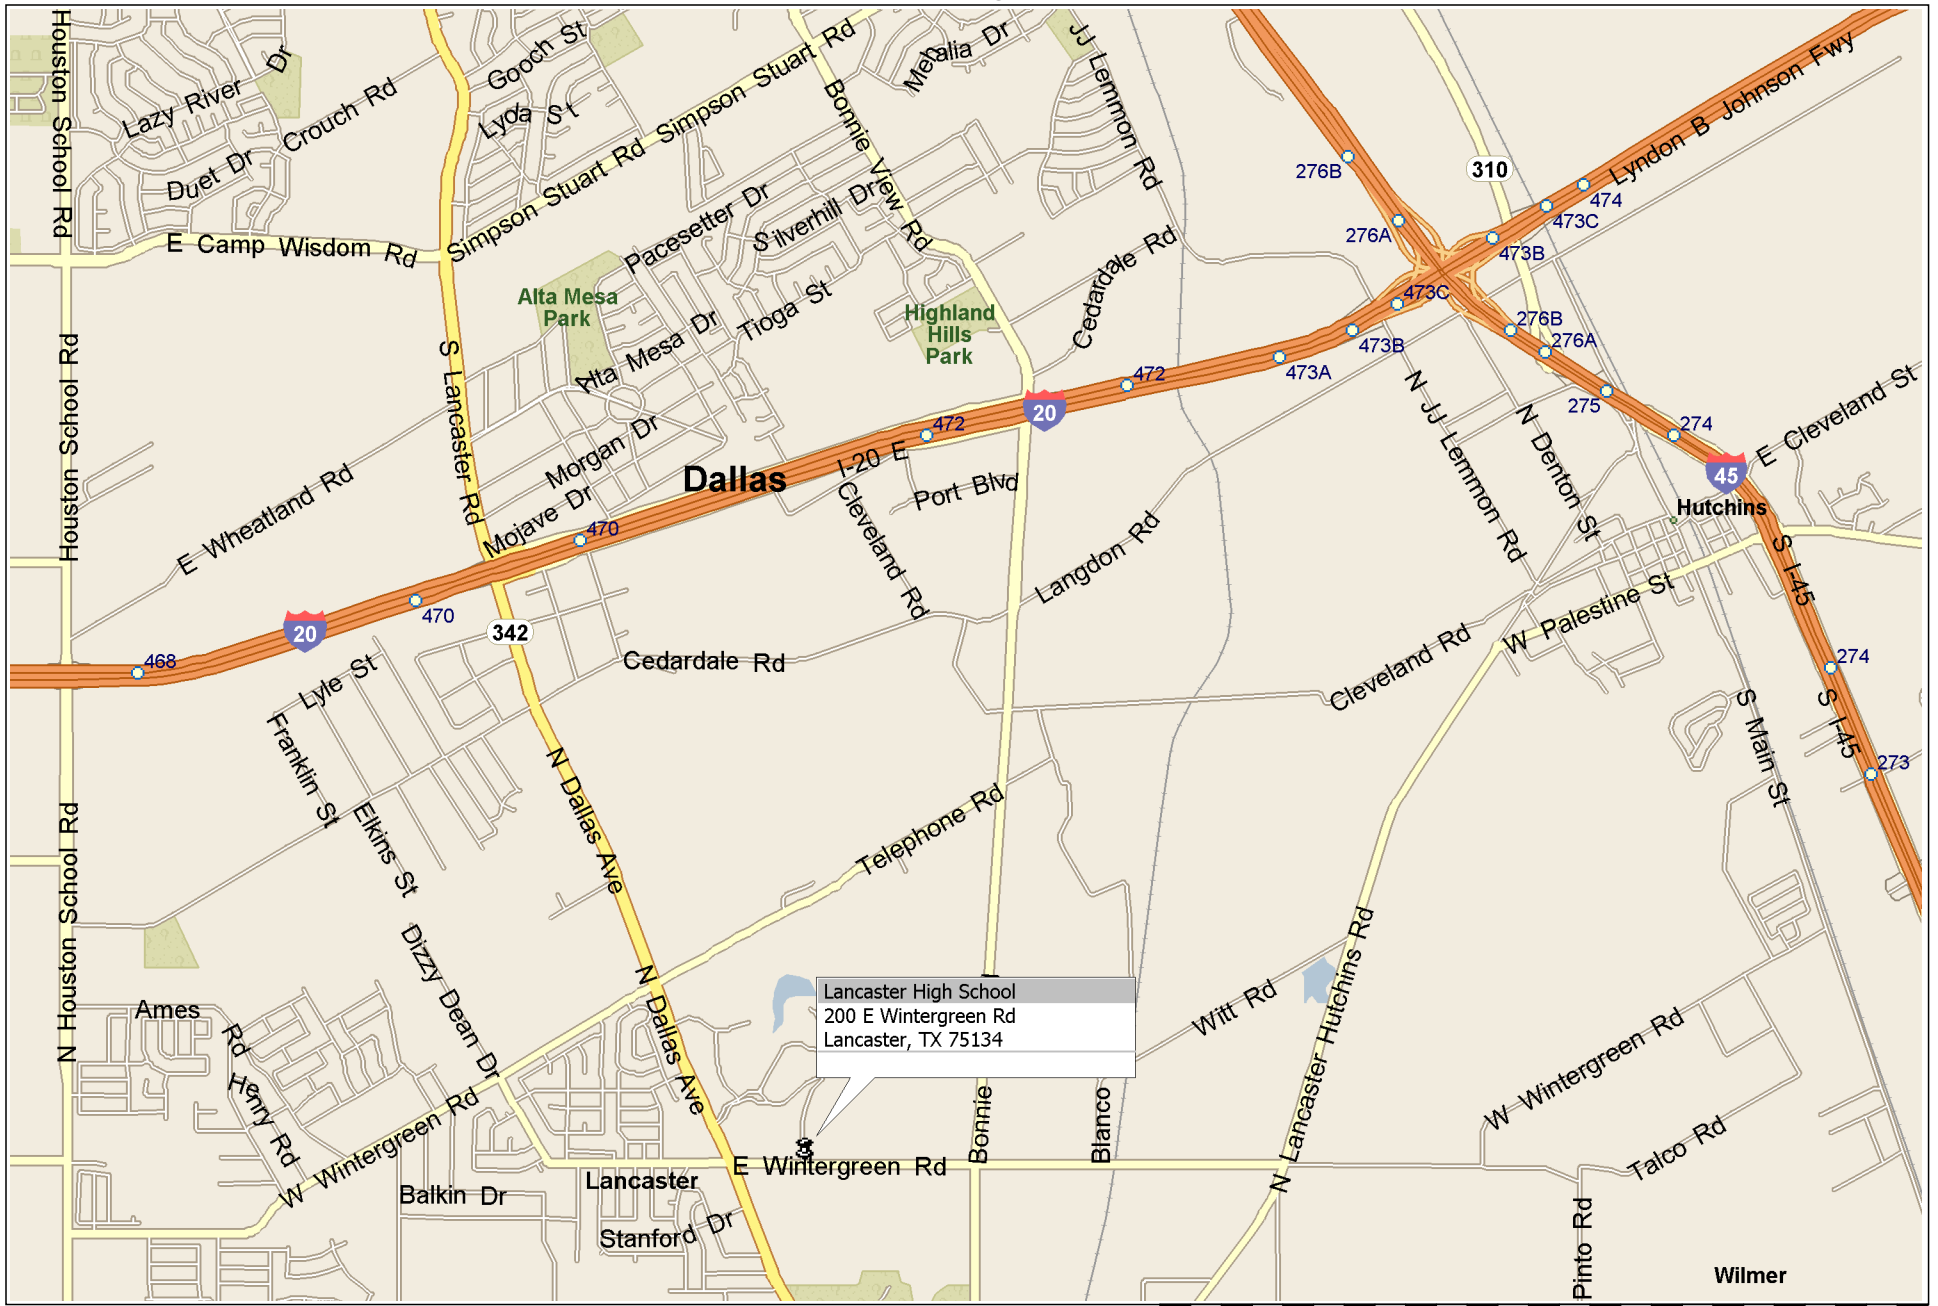 Houston School Rd
Dr
Lazy River
Crouch Rd
Duet Dr
Gooch St
Lyda St
Simpson Stuart Rd
Simpson Stuart Rd
Bonnie View Rd
JJ Lemmon Rd
276B
310
Lyndon B Johnson Fwy
474
473C
276A
473B
E Camp Wisdom Rd
Pacesetter Dr
Silverhill Dr
Cedardale Rd
Alta Mesa
Park
Tioga St
Highland
Hills
Park
473C
276B
276A
473B
S Lancaster Rd
Alta Mesa Dr
Houston School Rd
472
473A
20
275
274
N JJ Lemmon Rd
N Denton St
E Cleveland St
472
Morgan Dr
I-20 E
Dallas
45
Hutchins
E Wheatland Rd
Mojave Dr
Port Blvd
Cleveland Rd
470
Langdon Rd
S I-45
470
20
342
468
Cedardale Rd
W Palestine St
Cleveland Rd
274
Lyle St
Franklin St
S Main St
S I-45
273
N Dallas Ave
Elkins St
Telephone Rd
N Houston School Rd
Dizzy Dean Dr
N Dallas Ave
Lancaster High School
200 E Wintergreen Rd
Lancaster, TX 75134
Witt Rd
N Lancaster Hutchins Rd
Ames
Rd
Henry Rd
W Wintergreen Rd
W Wintergreen Rd
Bonnie
Blanco
E Wintergreen Rd
Talco Rd
Balkin Dr
Lancaster
Stanford Dr
Pinto Rd
Wilmer